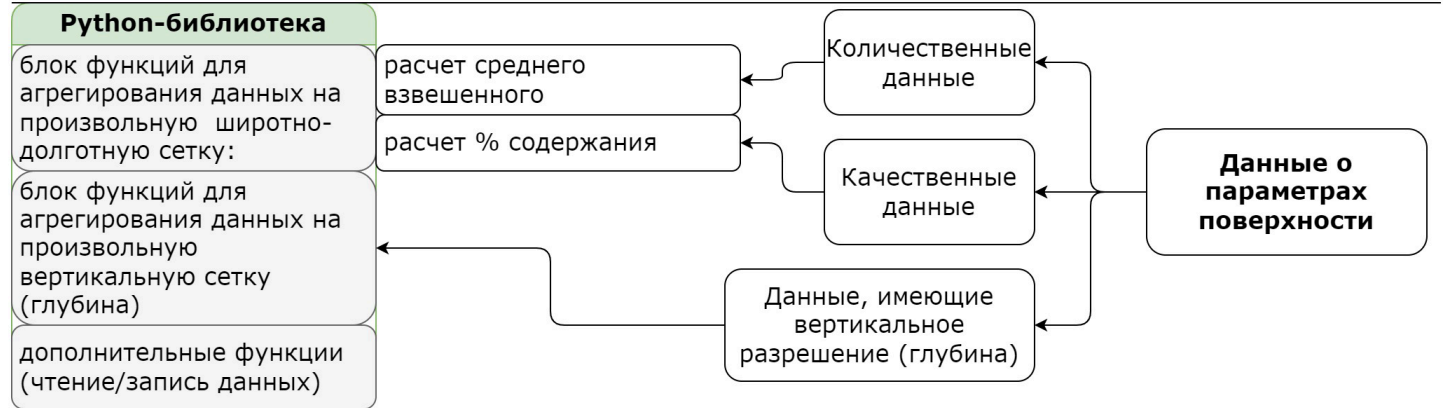 Python-библиотека
блок функций для
агрегирования данных на
произвольную широтно-
долготную сетку:
расчет среднего
взвешенного
расчет % содержания
блок функций для
агрегирования данных на
произвольную
вертикальную сетку
(глубина)
дополнительные функции
(чтение/запись данных)
Количественные
данные
Качественные
данные
Данные, имеющие
вертикальное
разрешение (глубина)
Данные о
параметрах
поверхности